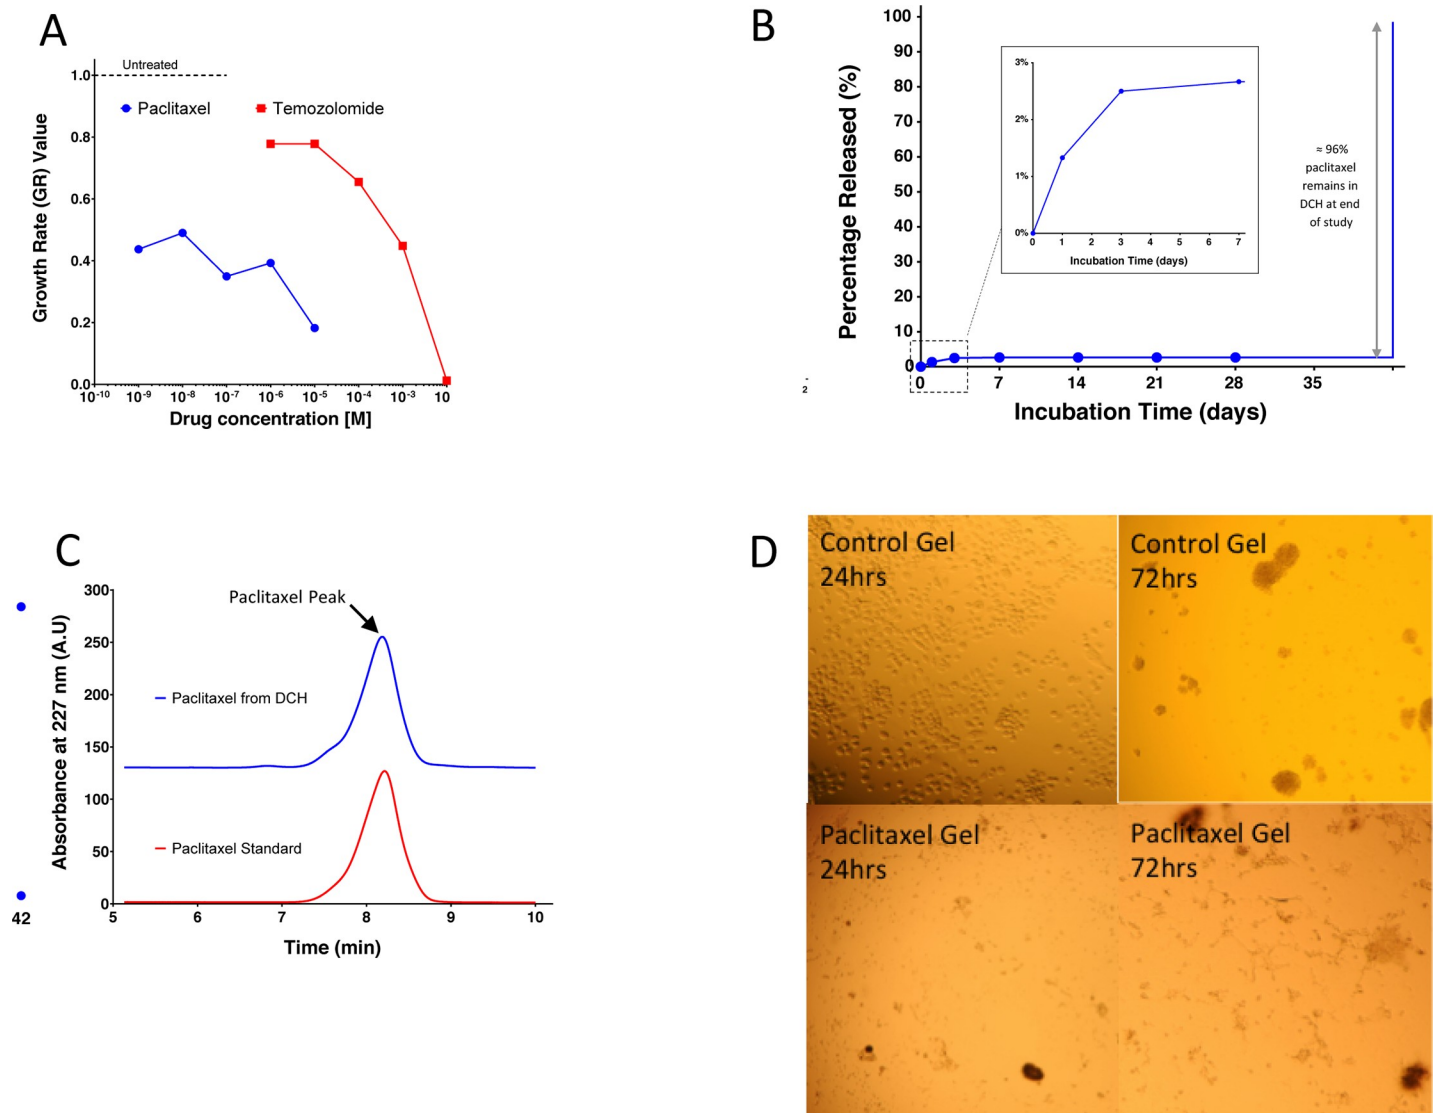 A
Untreated
Paclitaxel
Temozolomide
Growth Rate (GR) Value
1.0
0.8
0.6
0.4
0.2
0.0
10-10 10-9 10-8 10-7 10-6 10-5 10-4 10-3 10
Drug concentration [M]
B
Percentage Released (%)
100
90
80
70
60
50
40
30
20
10
0
3%
2%
1%
0%
0 1 2 3 4 5 6 7
Incubation Time (days)
≈ 96%
paclitaxel
remains in
DCH at end
of study
0 7 14 21 28 35
Incubation Time (days)
-
2
C
Absorbance at 227 nm (A.U)
300
250
200
150
100
50
0
Paclitaxel Peak
Paclitaxel from DCH
Paclitaxel Standard
5 6 7 8 9 10
Time (min)
42
D
Control Gel
24hrs
Control Gel
72hrs
Paclitaxel Gel
24hrs
Paclitaxel Gel
72hrs